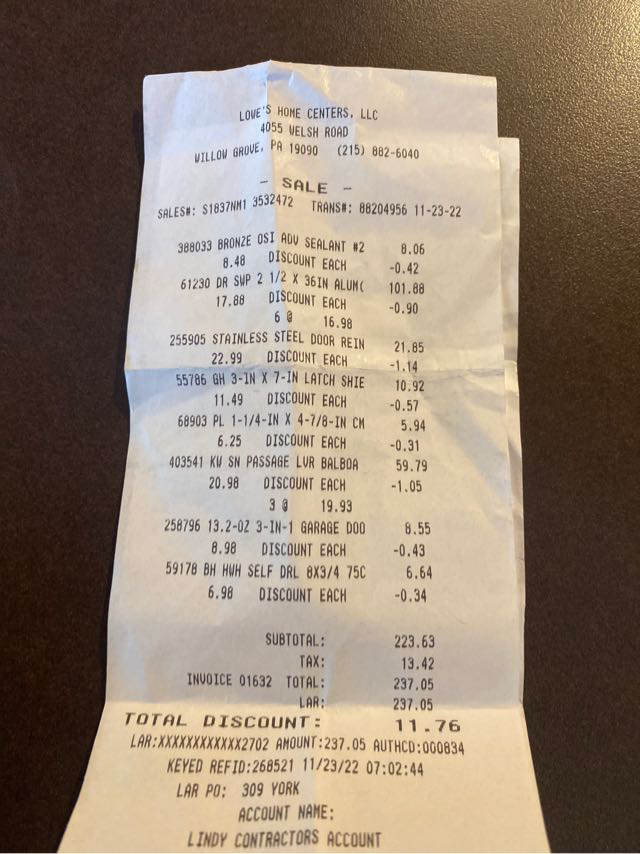 LOWE'S HOME CENTERS, LLC
4055 WELSH ROAD
WILLOW GROVE, PA 19090 (215) 882-6040
- SALE -
SALES#: S1837NM1 3532472 TRANS#: 88204956 11-23-22
388033 BRONZE OSI ADV SEALANT #2 8.06
8.48 DISCOUNT EACH -0.42
61230 DR SWP 2 1/2 X 36IN ALUM( 101.88
17.88 DISCOUNT EACH -0.90
6 @ 16.98
255905 STAINLESS STEEL DOOR REIN 21.85
22.99 DISCOUNT EACH -1.14
55786 GH 3-IN X 7-IN LATCH SHIE 10.92
11.49 DISCOUNT EACH -0.57
68903 PL 1-1/4-IN X 4-7/8-IN CM 5.94
6.25 DISCOUNT EACH -0.31
403541 KW SN PASSAGE LVR BALBOA 59.79
20.98 DISCOUNT EACH -1.05
3 @ 19.93
258796 13.2-OZ 3-IN-1 GARAGE DOO 8.55
8.98 DISCOUNT EACH -0.43
59178 BH HWH SELF DRL 8X3/4 75C 6.64
6.98 DISCOUNT EACH -0.34
SUBTOTAL: 223.63
TAX: 13.42
INVOICE 01632 TOTAL: 237.05
LAR: 237.05
TOTAL DISCOUNT: 11.76
LAR:XXXXXXXXXXXX2702 AMOUNT:237.05 AUTHCD:000834
KEYED REFID:268521 11/23/22 07:02:44
LAR PO: 309 YORK
ACCOUNT NAME:
LINDY CONTRACTORS ACCOUNT